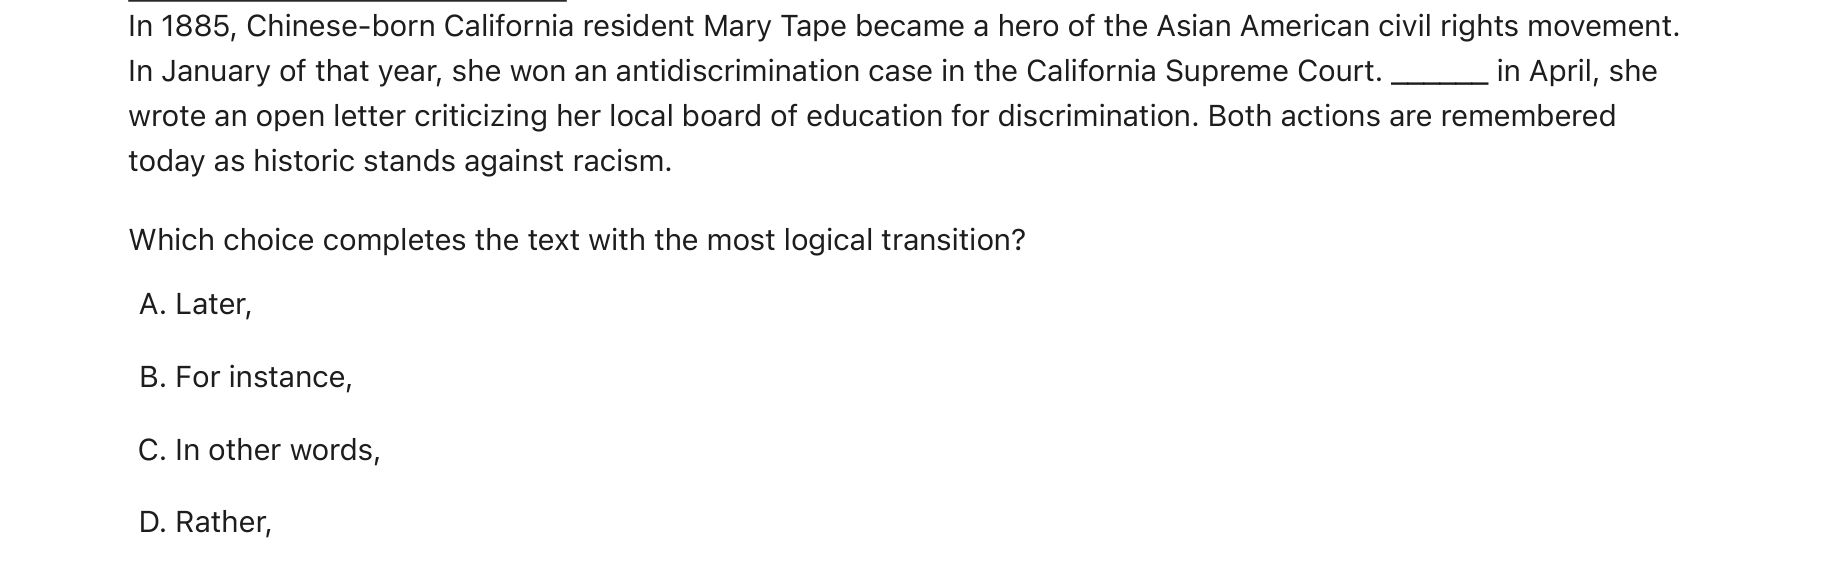 In 1885, Chinese-born California resident Mary Tape became a hero of the Asian American civil rights movement.
In January of that year, she won an antidiscrimination case in the California Supreme Court. ______ in April, she
wrote an open letter criticizing her local board of education for discrimination. Both actions are remembered
today as historic stands against racism.
Which choice completes the text with the most logical transition?
A. Later,
B. For instance,
C. In other words,
D. Rather,